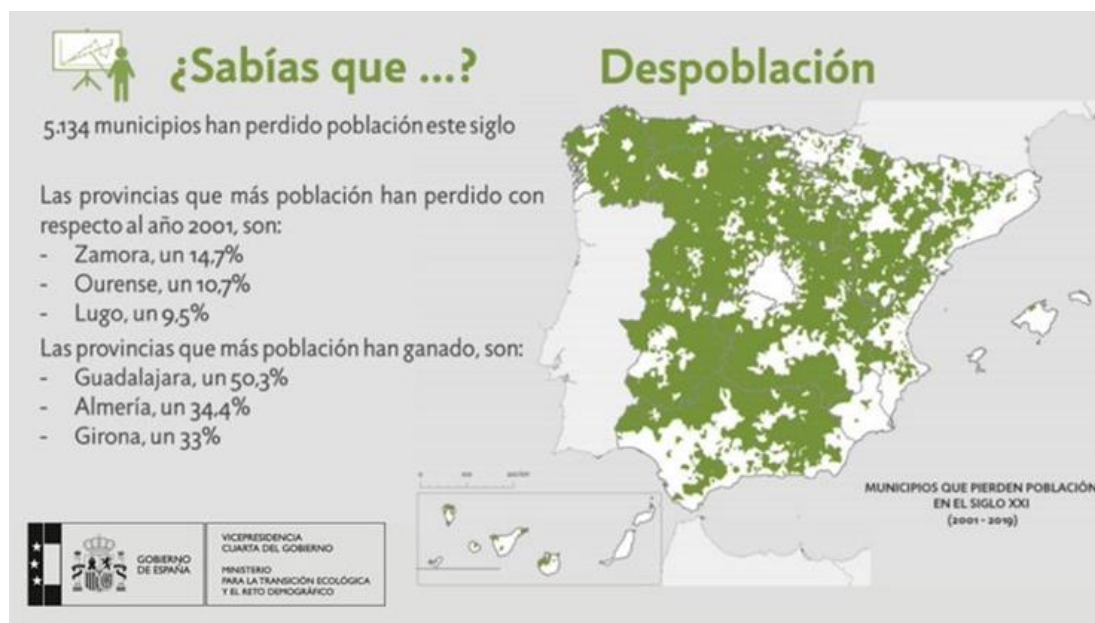 ¿Sabías que ...?
Despoblación
5.134 municipios han perdido población este siglo
Las provincias que más población han perdido con
respecto al año 2001, son:
- Zamora, un 14,7%
- Ourense, un 10,7%
- Lugo, un 9,5%
Las provincias que más población han ganado, son:
- Guadalajara, un 50,3%
- Almería, un 34,4%
- Girona, un 33%
MUNICIPIOS QUE PIERDEN POBLACIÓN
EN EL SIGLO XXI
(2001 - 2019)
GOBIERNO
DE ESPAÑA
VICEPRESIDENCIA
CUARTA DEL GOBIERNO
MINISTERIO
PARA LA TRANSICIÓN ECOLÓGICA
Y EL RETO DEMOGRÁFICO